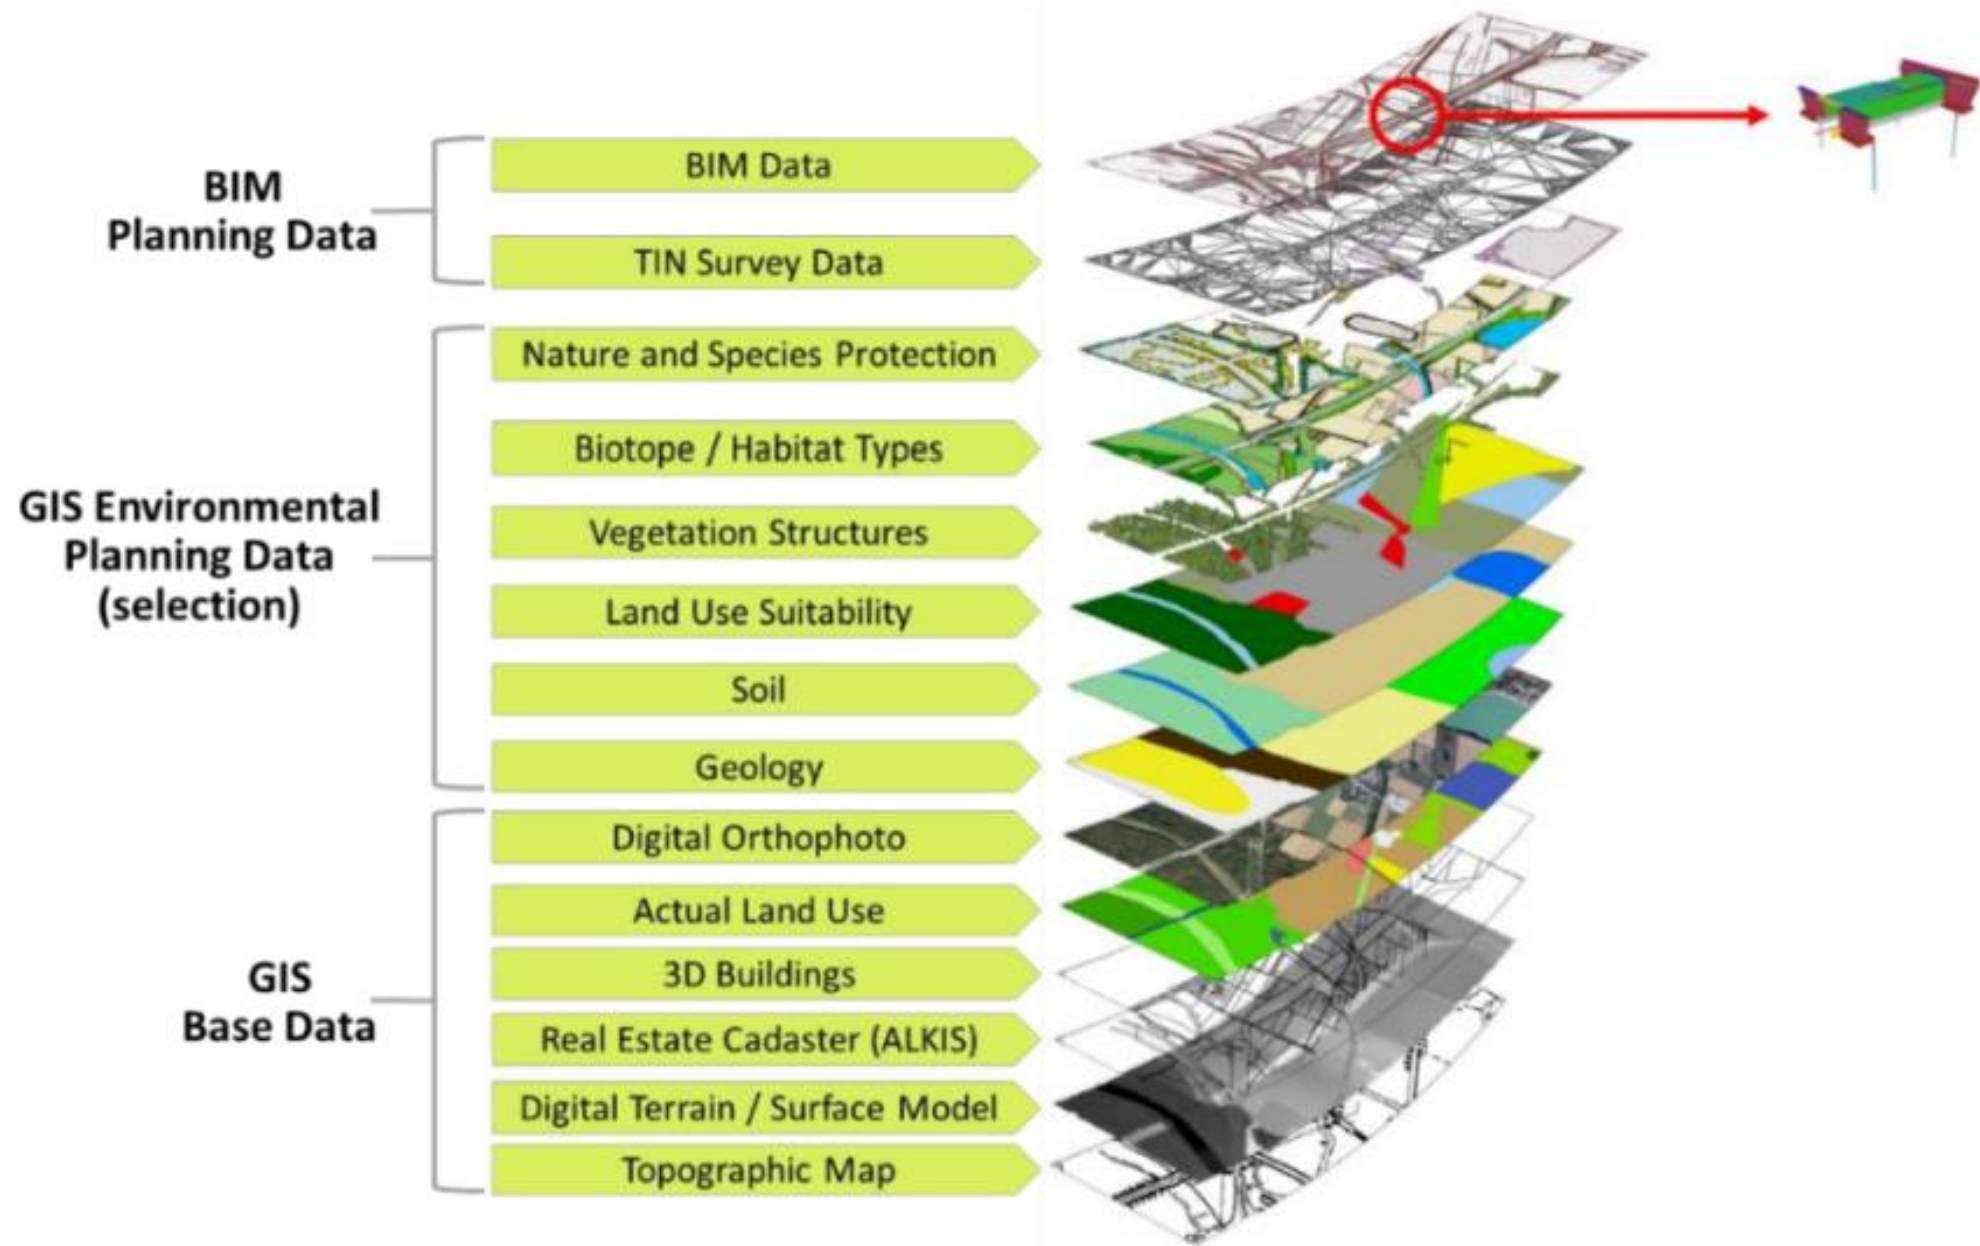 BIM
Planning Data
BIM Data
TIN Survey Data
GIS Environmental
Planning Data
(selection)
Nature and Species Protection
Biotope / Habitat Types
Vegetation Structures
Land Use Suitability
Soil
Geology
GIS
Base Data
Digital Orthophoto
Actual Land Use
3D Buildings
Real Estate Cadaster (ALKIS)
Digital Terrain / Surface Model
Topographic Map